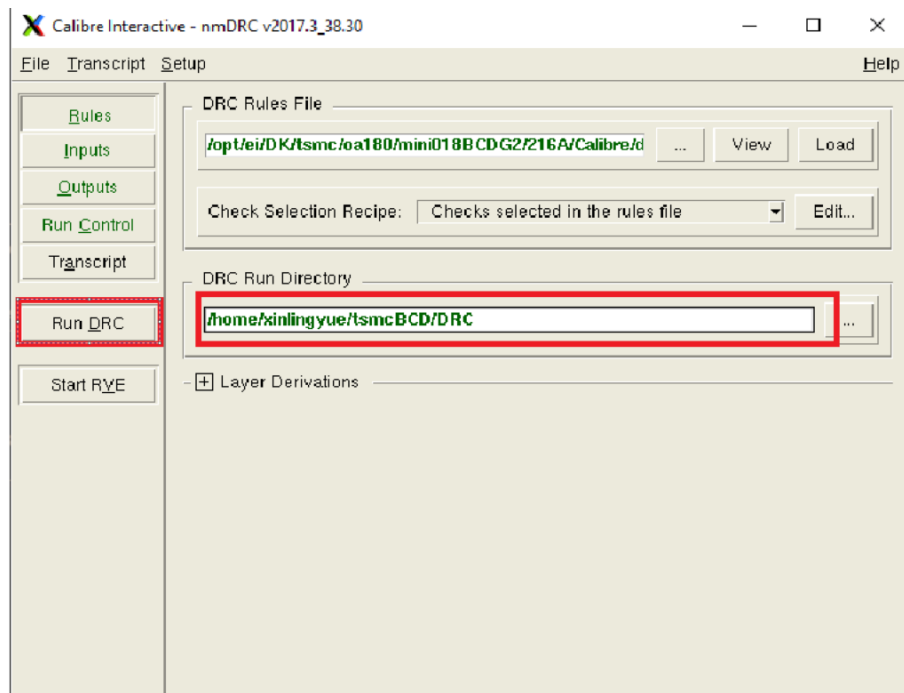 Calibre Interactive - nmDRC v2017.3_38.30
File Transcript Setup Help
Rules
Inputs
Outputs
Run Control
Transcript
Run DRC
Start RVE
DRC Rules File
/opt/ei/DK/tsmc/oa180/mini018BCDG2/216A/Calibre/d ... View Load
Check Selection Recipe: Checks selected in the rules file Edit...
DRC Run Directory
/home/xinlingyue/tsmcBCD/DRC ...
+ Layer Derivations